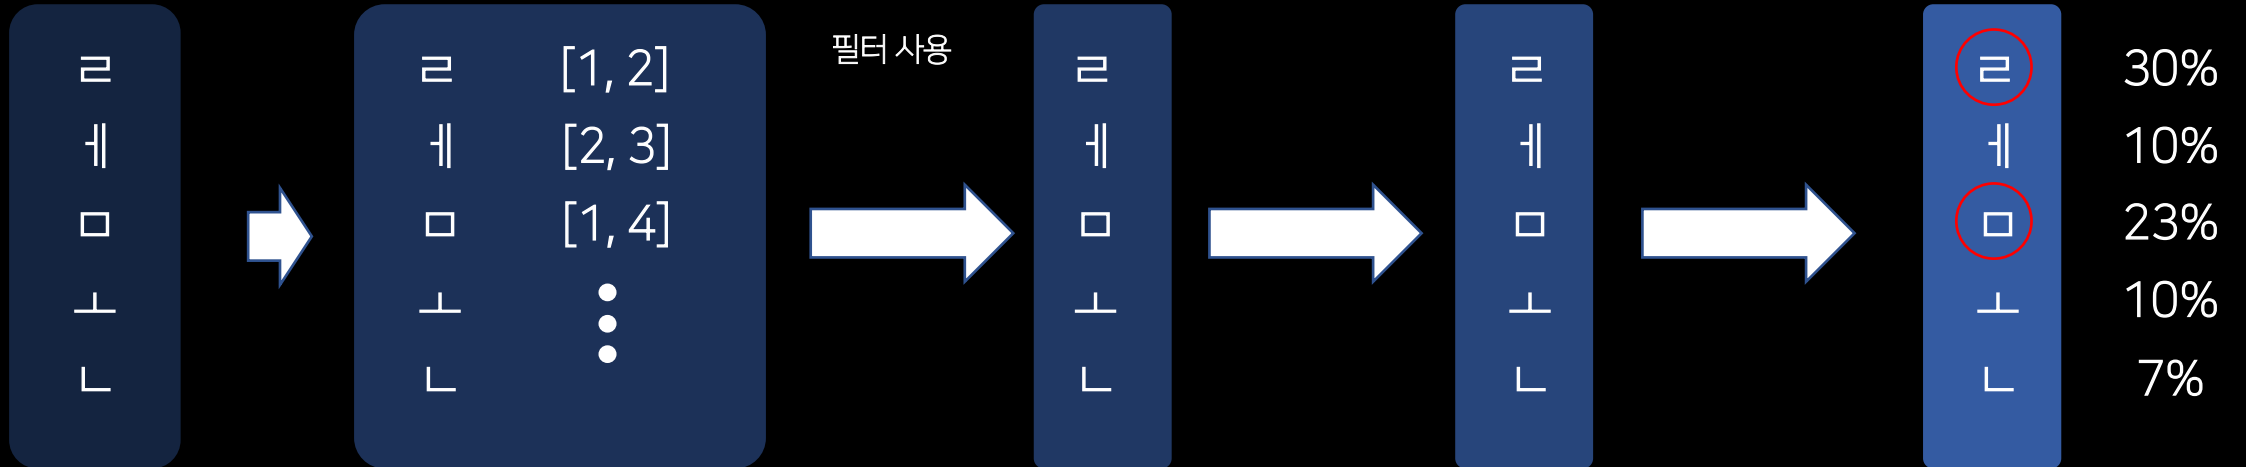 필터 사용
ㄹ ㄹ [1, 2] ㄹ ㄹ ㄹ 30%
ㅔ ㅔ [2, 3] ㅔ ㅔ ㅔ 10%
ㅁ ㅁ [1, 4] ㅁ ㅁ ㅁ 23%
ㅗ ㅗ ㅗ ㅗ ㅗ 10%
ㄴ ㄴ ㄴ ㄴ ㄴ 7%